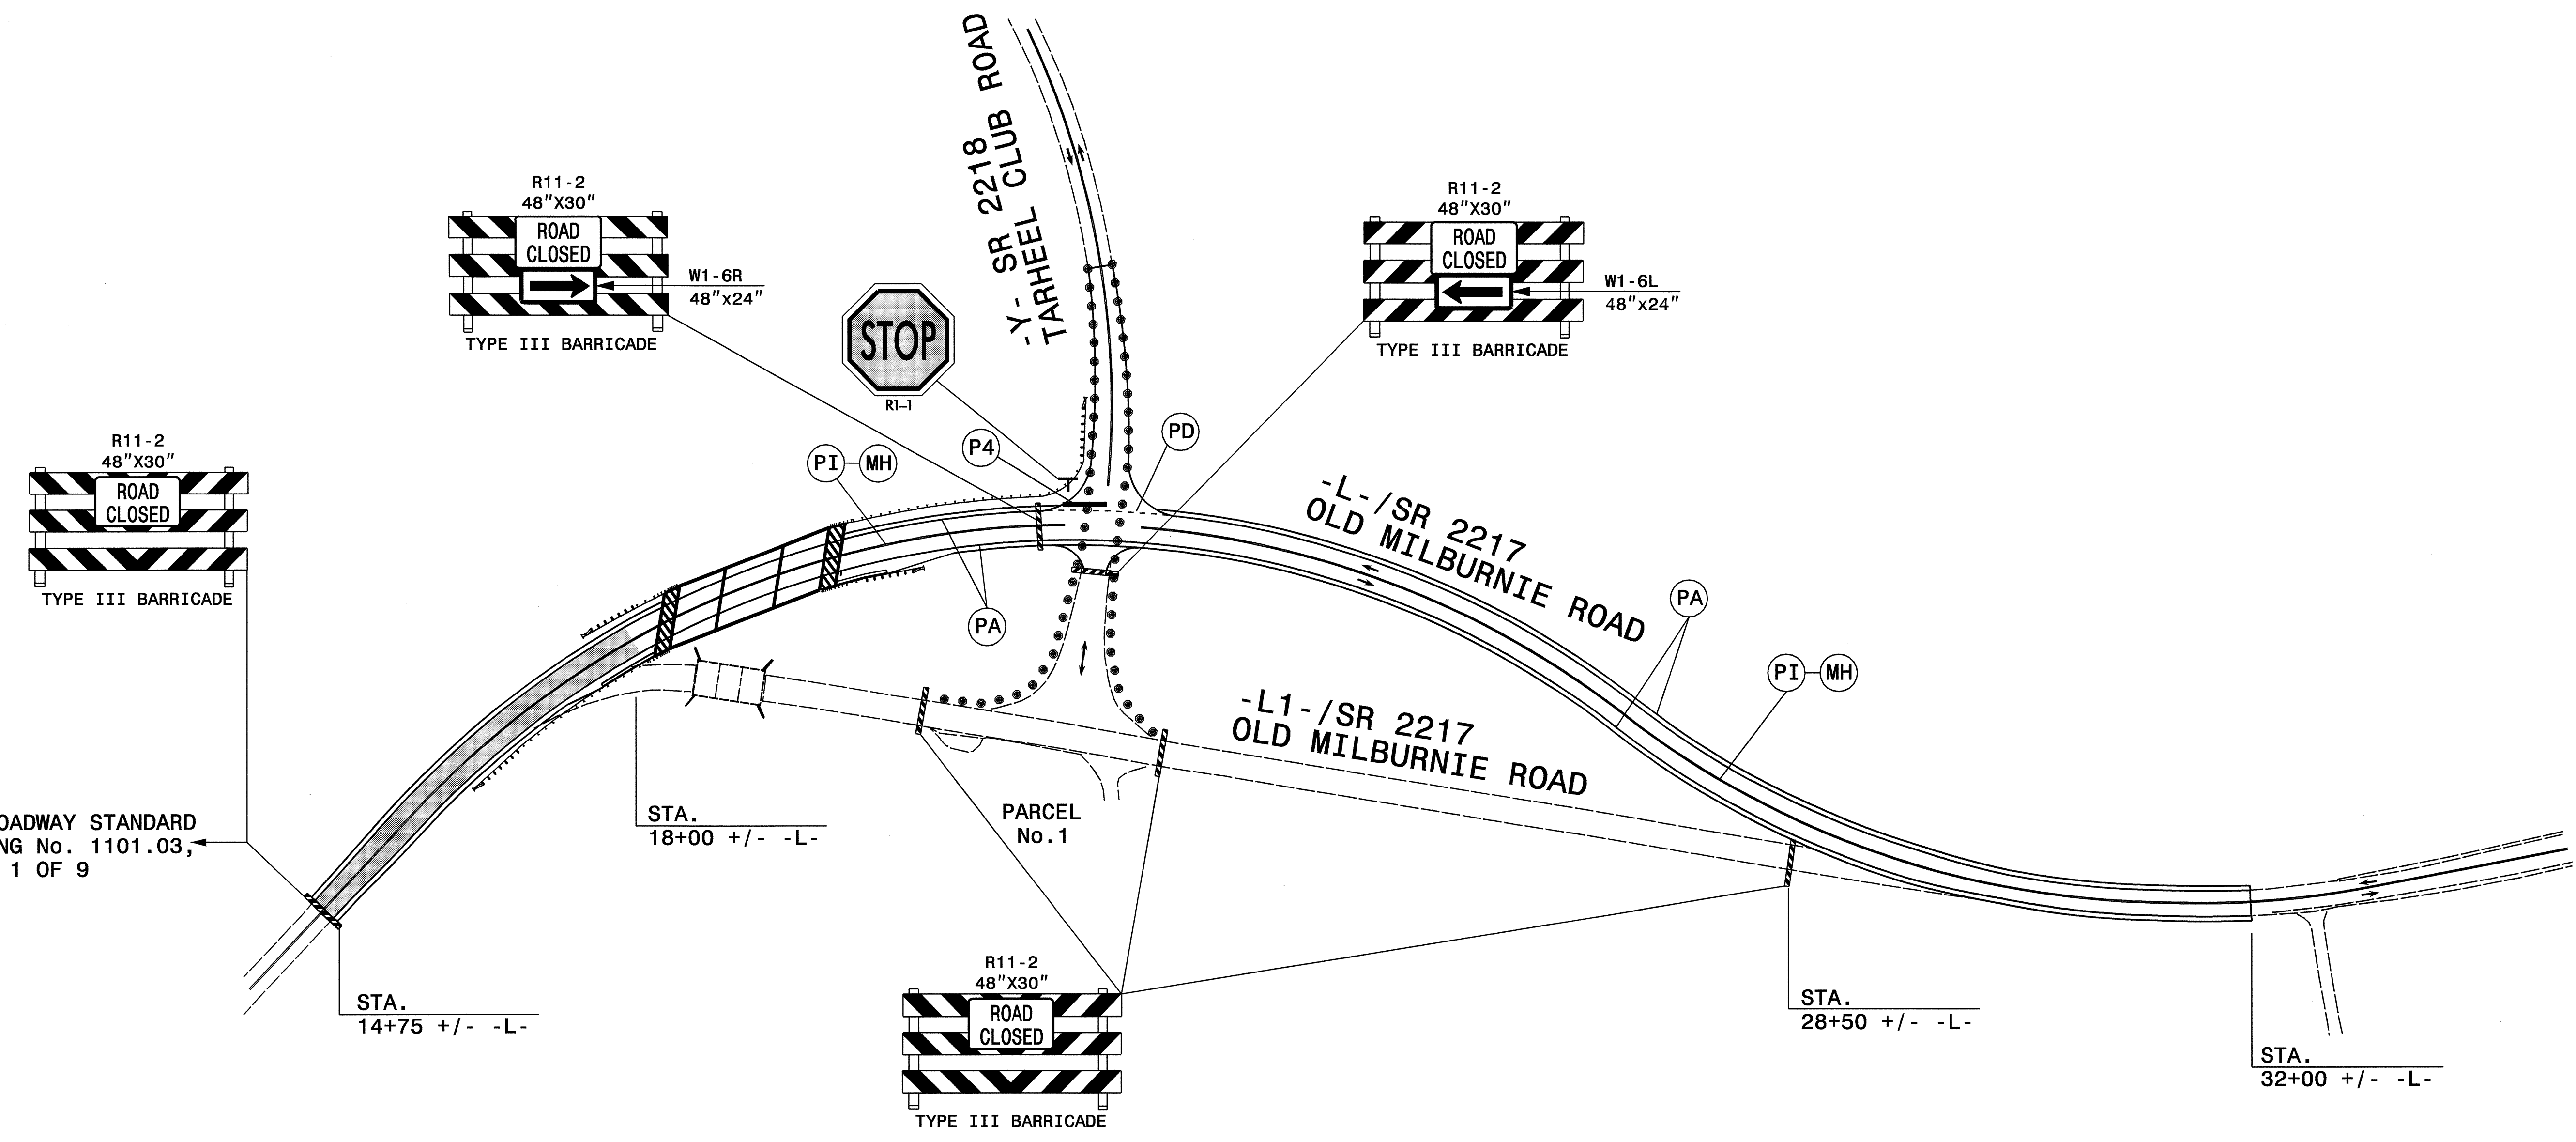 -Y- SR 2218
TARHEEL CLUB ROAD
R11-2
48"X30"
ROAD
CLOSED
W1-6R
48"x24"
TYPE III BARRICADE
STOP
R1-1
R11-2
48"X30"
ROAD
CLOSED
W1-6L
48"x24"
TYPE III BARRICADE
R11-2
48"X30"
ROAD
CLOSED
TYPE III BARRICADE
PI MH
P4
PD
PA
-L-/SR 2217
OLD MILBURNIE ROAD
PA
PI MH
-L1-/SR 2217
OLD MILBURNIE ROAD
OADWAY STANDARD
NG No. 1101.03,
1 OF 9
STA.
18+00 +/- -L-
PARCEL
No.1
STA.
14+75 +/- -L-
R11-2
48"X30"
ROAD
CLOSED
TYPE III BARRICADE
STA.
28+50 +/- -L-
STA.
32+00 +/- -L-